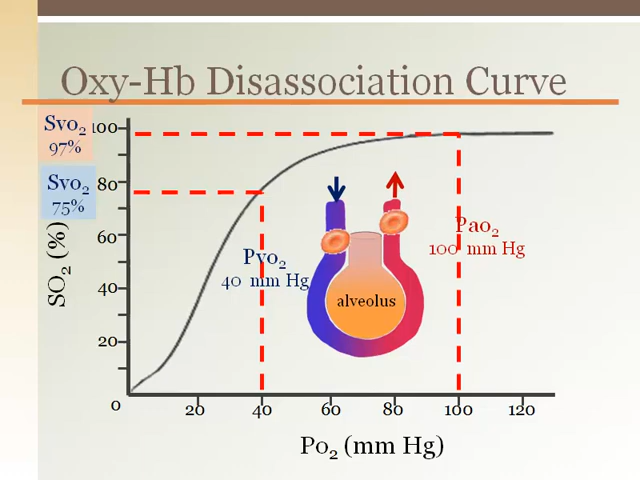 Oxy-Hb Disassociation Curve
Svo₂
97%
Svo₂
75%
SO₂ (%)
100
80
60
40
20
0
20
40
60
80
100
120
Po₂ (mm Hg)
Pvo₂
40 mm Hg
alveolus
Pao₂
100 mm Hg